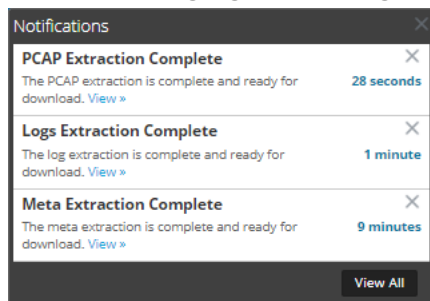 Notifications
PCAP Extraction Complete
The PCAP extraction is complete and ready for
28 seconds
download. View »
Logs Extraction Complete
The log extraction is complete and ready for
1 minute
download. View »
Meta Extraction Complete
The meta extraction is complete and ready for
9 minutes
download. View »
View All